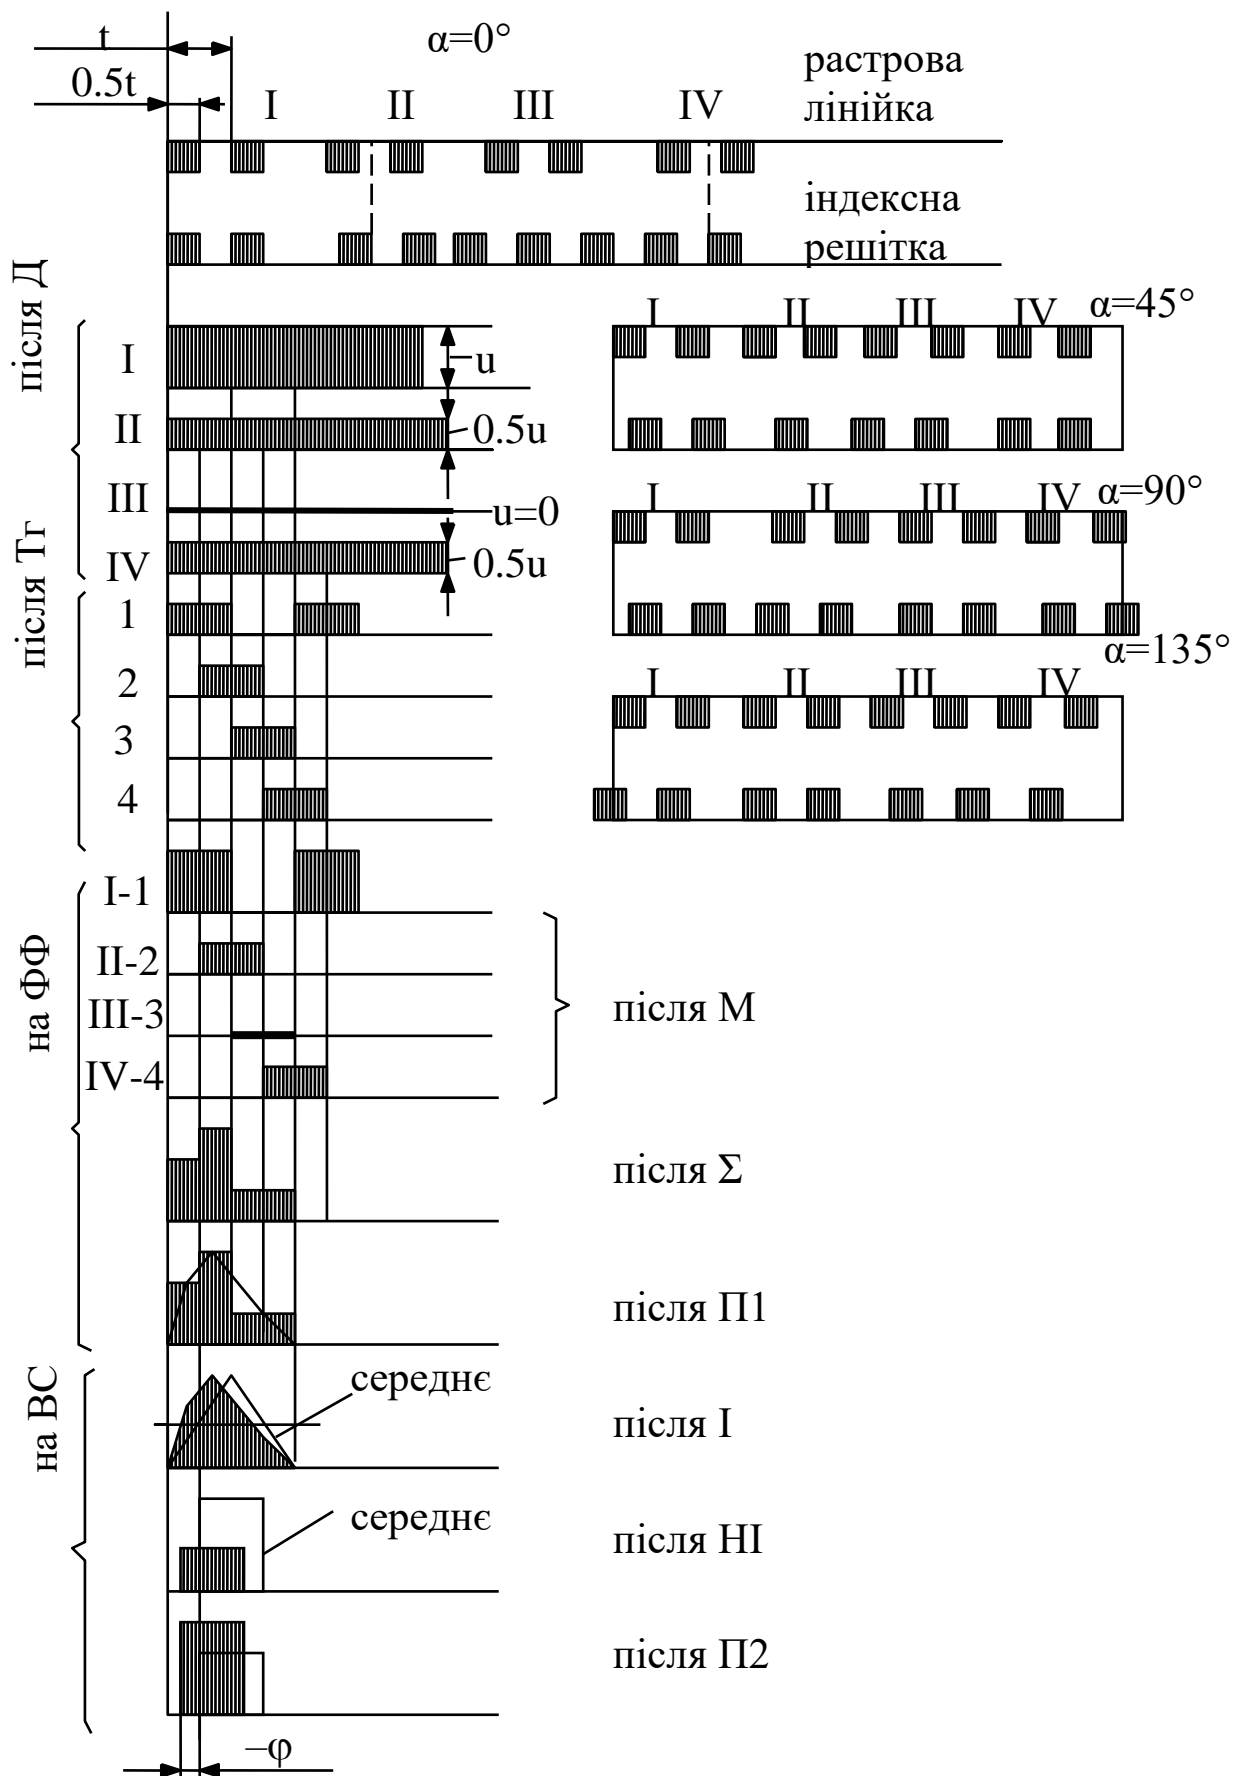 t
α=0°
0.5t
растрова
лінійка
I
II
III
IV
індексна
решітка
після Д
I
u
II
0.5u
III
u=0
IV
0.5u
I
II
III
IV
α=45°
I
II
III
IV
α=90°
після Тг
1
2
3
4
α=135°
I
II
III
IV
на ФФ
I-1
II-2
III-3
IV-4
після М
після Σ
після П1
на ВС
середнє
після І
середнє
після НІ
після П2
–φ